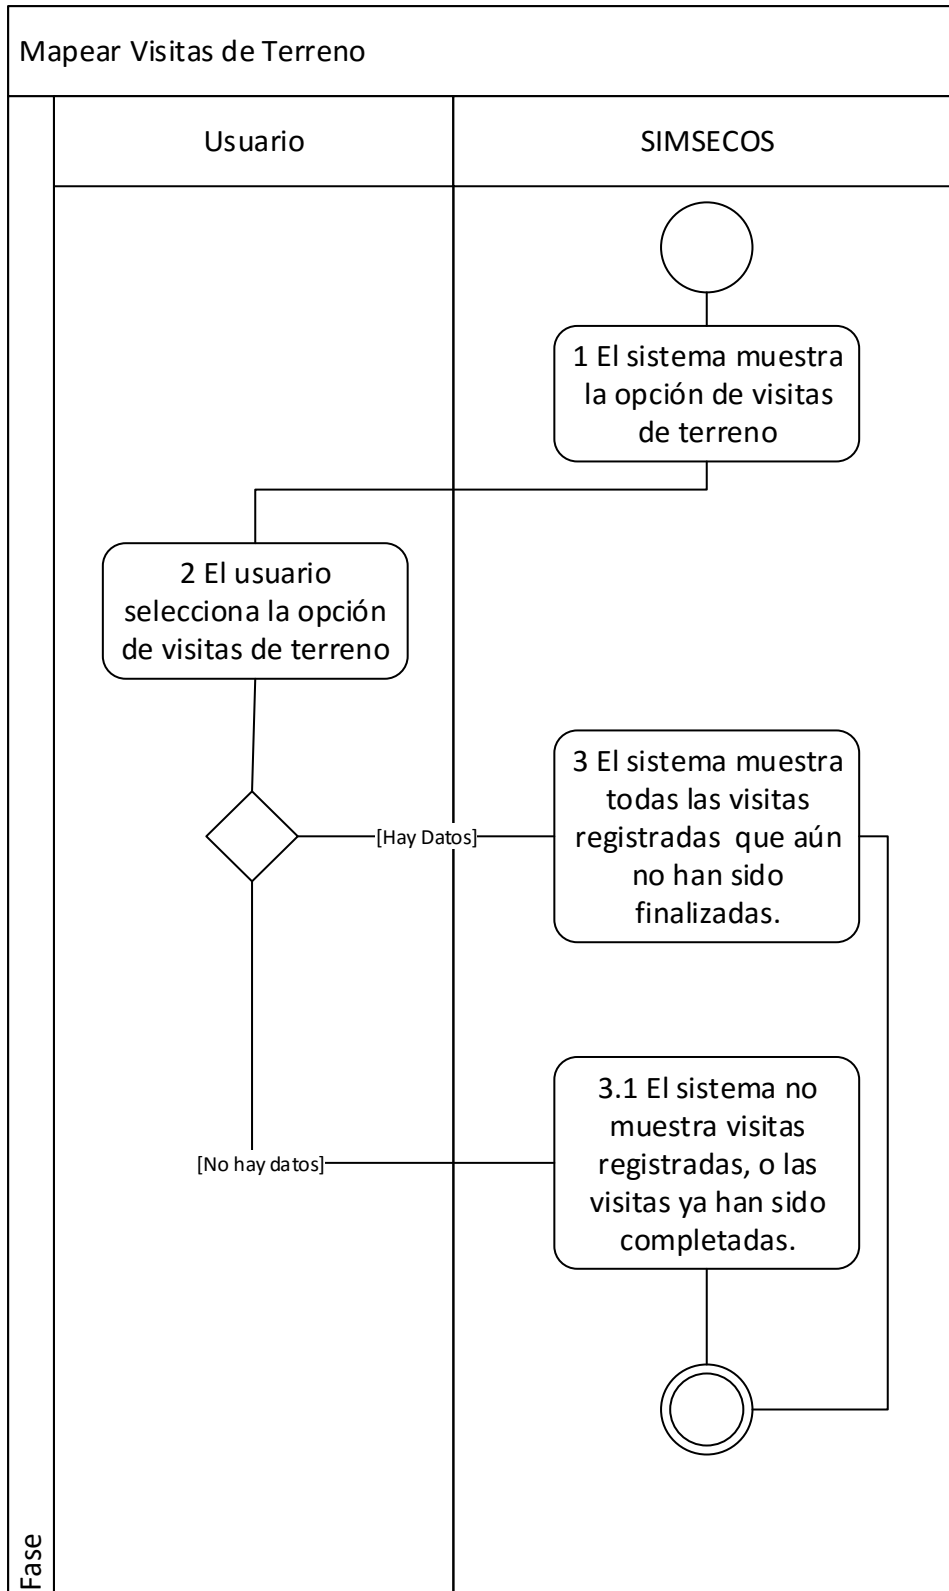 Mapear Visitas de Terreno
Usuario
SIMSECOS
1 El sistema muestra
la opción de visitas
de terreno
2 El usuario
selecciona la opción
de visitas de terreno
3 El sistema muestra
todas las visitas
registradas  que aún
no han sido
finalizadas.
[Hay Datos]
3.1 El sistema no
muestra visitas
registradas, o las
visitas ya han sido
completadas.
[No hay datos]
Fase